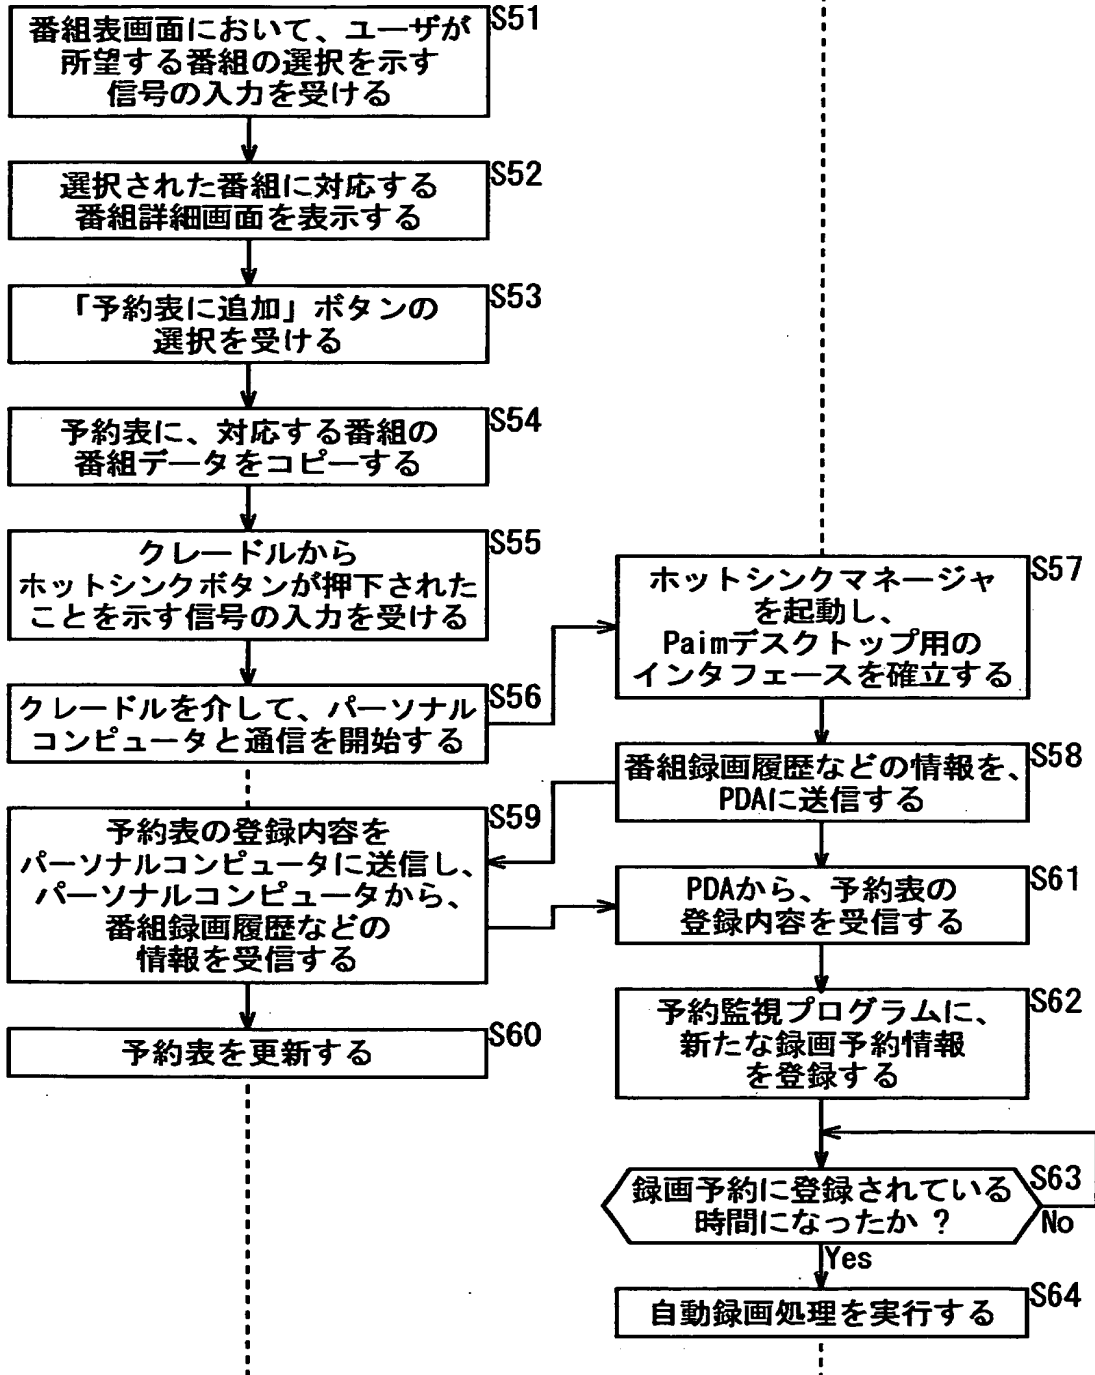 S51
番組表画面において、ユーザが
所望する番組の選択を示す
信号の入力を受ける
S52
選択された番組に対応する
番組詳細画面を表示する
S53
「予約表に追加」ボタンの
選択を受ける
S54
予約表に、対応する番組の
番組データをコピーする
S55
クレードルから
ホットシンクボタンが押下された
ことを示す信号の入力を受ける
S56
クレードルを介して、パーソナル
コンピュータと通信を開始する
S57
ホットシンクマネージャ
を起動し、
Paimデスクトップ用の
インタフェースを確立する
S58
番組録画履歴などの情報を、
PDAに送信する
S59
予約表の登録内容を
パーソナルコンピュータに送信し、
パーソナルコンピュータから、
番組録画履歴などの
情報を受信する
S60
予約表を更新する
S61
PDAから、予約表の
登録内容を受信する
S62
予約監視プログラムに、
新たな録画予約情報
を登録する
S63
録画予約に登録されている
時間になったか？
No
Yes
S64
自動録画処理を実行する